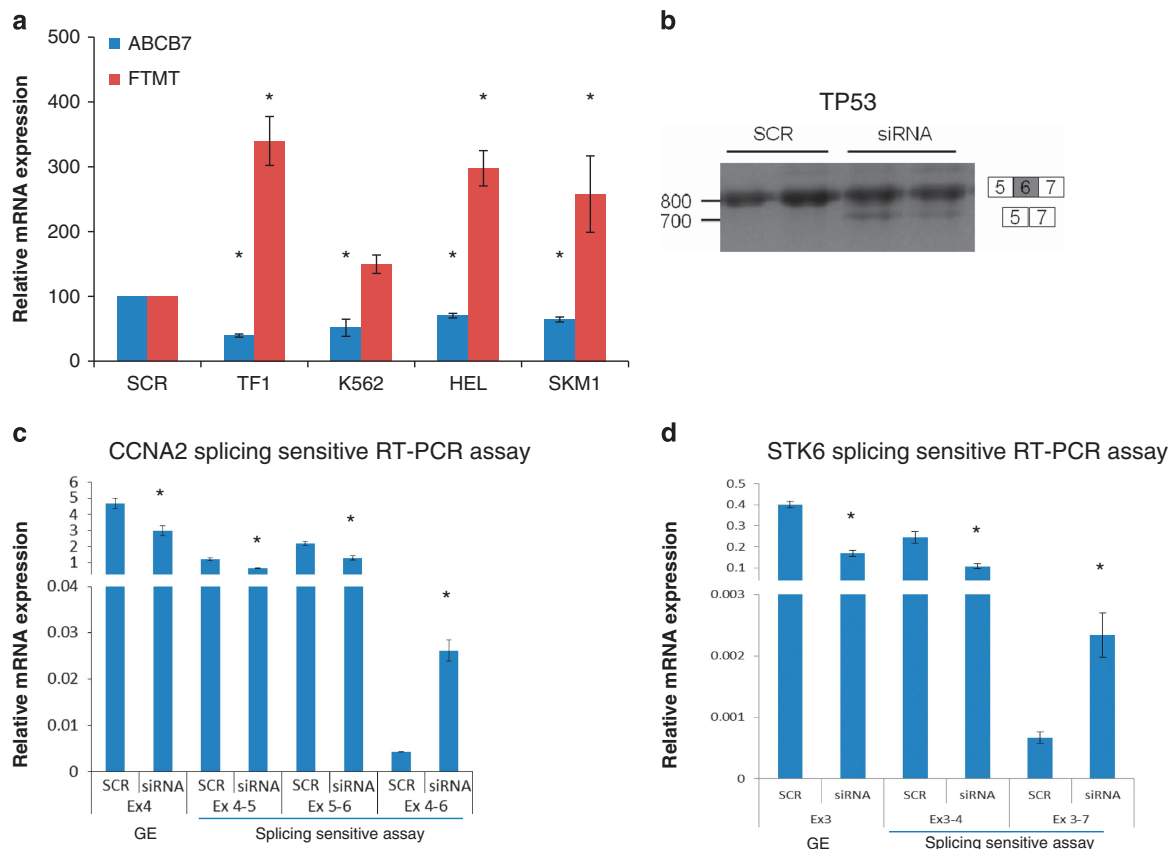 a
500
400
300
200
100
0
Relative mRNA expression
ABCB7
FTMT
* * * * * * *
SCR TF1 K562 HEL SKM1
b
TP53
SCR siRNA
800
700
5 6 7
5 7
c
CCNA2 splicing sensitive RT-PCR assay
Relative mRNA expression
6
5
4
3
2
1
0.04
0.03
0.02
0.01
0
* * * *
SCR siRNA SCR siRNA SCR siRNA SCR siRNA
Ex4 Ex 4-5 Ex 5-6 Ex 4-6
GE Splicing sensitive assay
d
STK6 splicing sensitive RT-PCR assay
Relative mRNA expression
0.5
0.4
0.3
0.2
0.1
0.003
0.002
0.001
0
* * *
SCR siRNA SCR siRNA SCR siRNA
Ex3 Ex3-4 Ex 3-7
GE Splicing sensitive assay